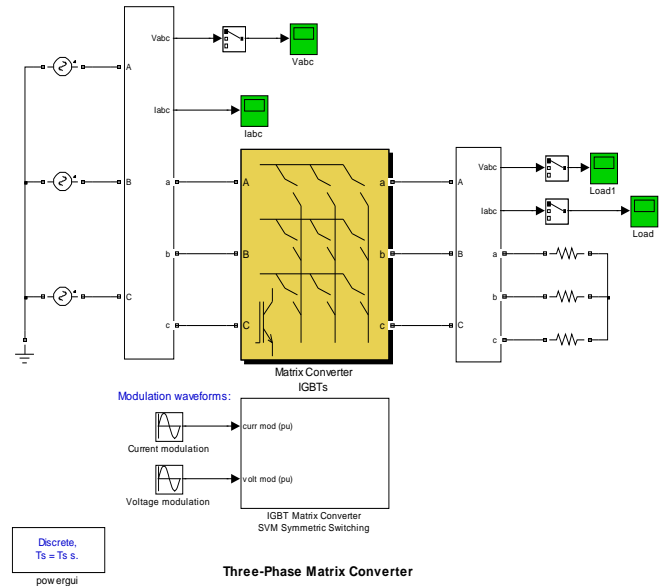 Vabc
Vabc
Iabc
Iabc
A
B
C
a
b
c
A
B
C
a
b
c
Matrix Converter
IGBTs
A
B
C
Vabc
Iabc
a
b
c
Load1
Load
Modulation waveforms:
Current modulation
Voltage modulation
curr mod (pu)
volt mod (pu)
IGBT Matrix Converter
SVM Symmetric Switching
Discrete,
Ts = Ts s.
powergui
Three-Phase Matrix Converter